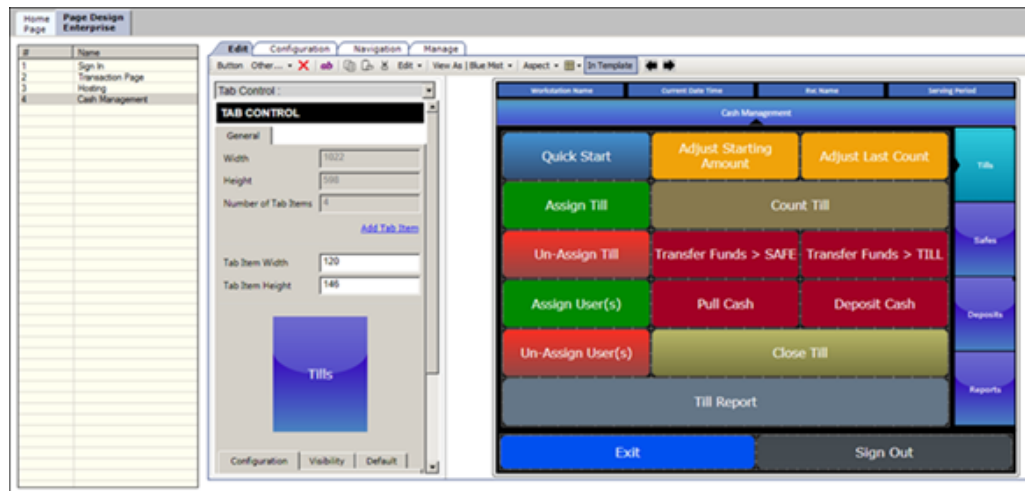 Home Page
Page Design Enterprise
# Name
1 Sign In
2 Transaction Page
3 Hosting
4 Cash Management
Edit Configuration Navigation Manage
Button Other... ab Edit View As | Blue Mist Aspect In Template
Tab Control :
TAB CONTROL
General
Width 1022
Height 598
Number of Tab Items 4
Add Tab Item
Tab Item Width 120
Tab Item Height 146
Tills
Configuration Visibility Default
Workstation Name Current Date Time Rvc Name Serving Period
Cash Management
Quick Start
Adjust Starting Amount
Adjust Last Count
Tills
Assign Till
Count Till
Un-Assign Till
Transfer Funds > SAFE
Transfer Funds > TILL
Safes
Assign User(s)
Pull Cash
Deposit Cash
Deposits
Un-Assign User(s)
Close Till
Till Report
Reports
Exit
Sign Out